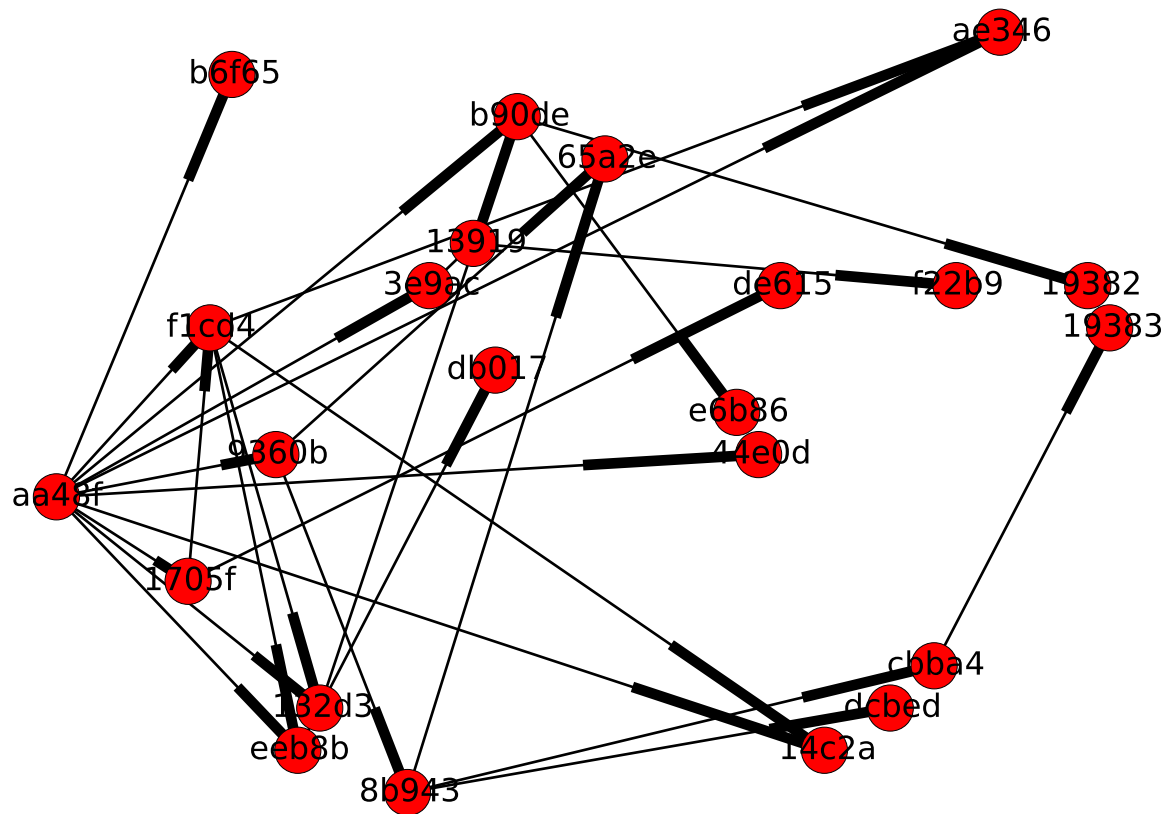 ae346
b6f65
b90de
65a2e
13919
3e9ac
de615
f22b9
19382
f1cd4
19383
db017
e6b86
9360b
44e0d
aa48f
1705f
cbba4
132d3
dcbed
eeb8b
14c2a
8b943